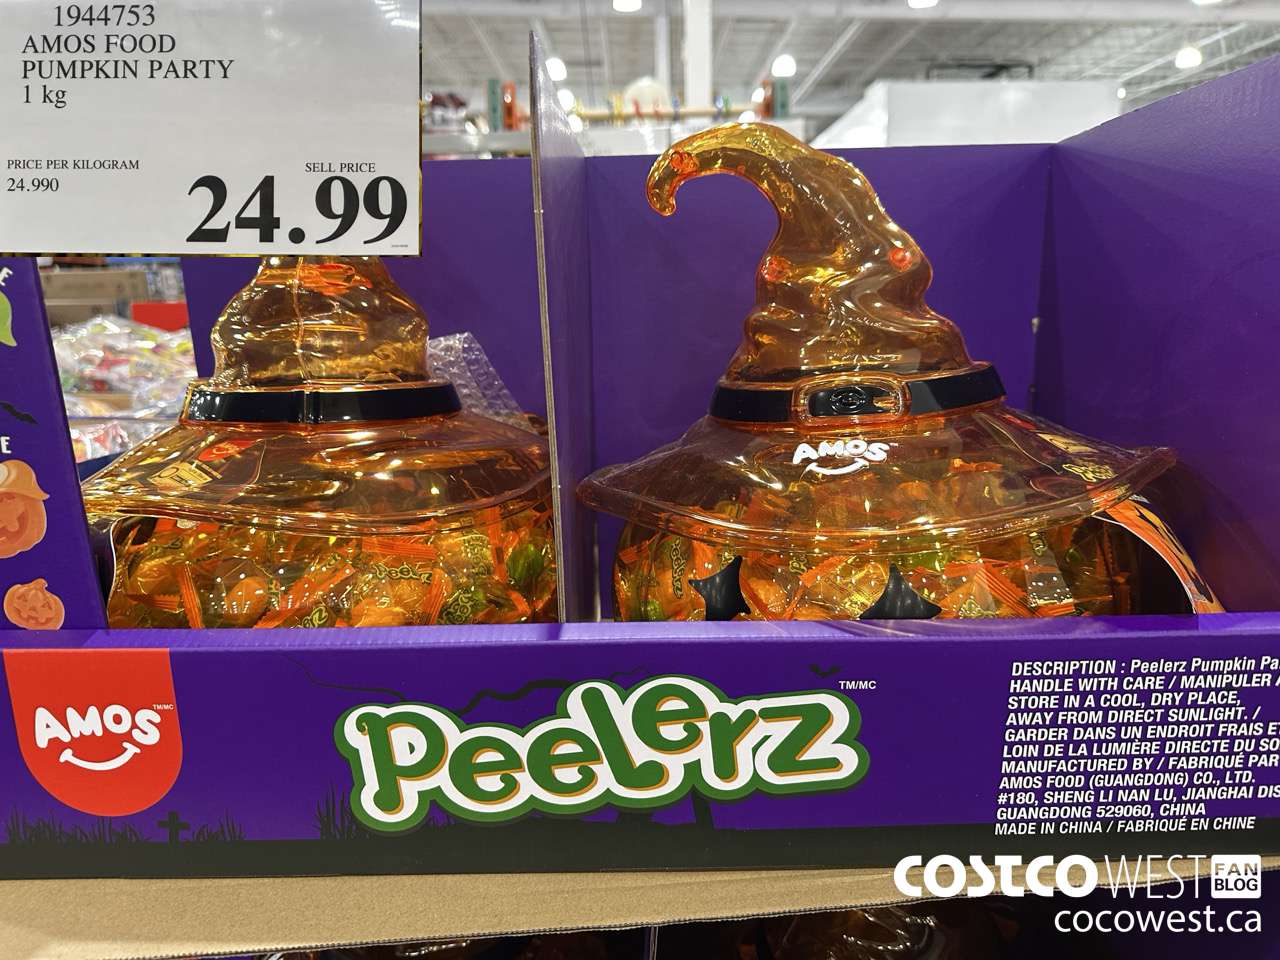 1944753
AMOS FOOD
PUMPKIN PARTY
1 kg
PRICE PER KILOGRAM
24.990
SELL PRICE
24.99
AMOS
AMOS
TM/MC
Peelerz
TM/MC
DESCRIPTION : Peelerz Pumpkin Pa
HANDLE WITH CARE / MANIPULER A
STORE IN A COOL, DRY PLACE,
AWAY FROM DIRECT SUNLIGHT. /
GARDER DANS UN ENDROIT FRAIS ET
LOIN DE LA LUMIÈRE DIRECTE DU SO
MANUFACTURED BY / FABRIQUÉ PAR
AMOS FOOD (GUANGDONG) CO., LTD.
#180, SHENG LI NAN LU, JIANGHAI DIS
GUANGDONG 529060, CHINA
MADE IN CHINA / FABRIQUÉ EN CHINE
COSTCO WEST FAN BLOG
cocowest.ca